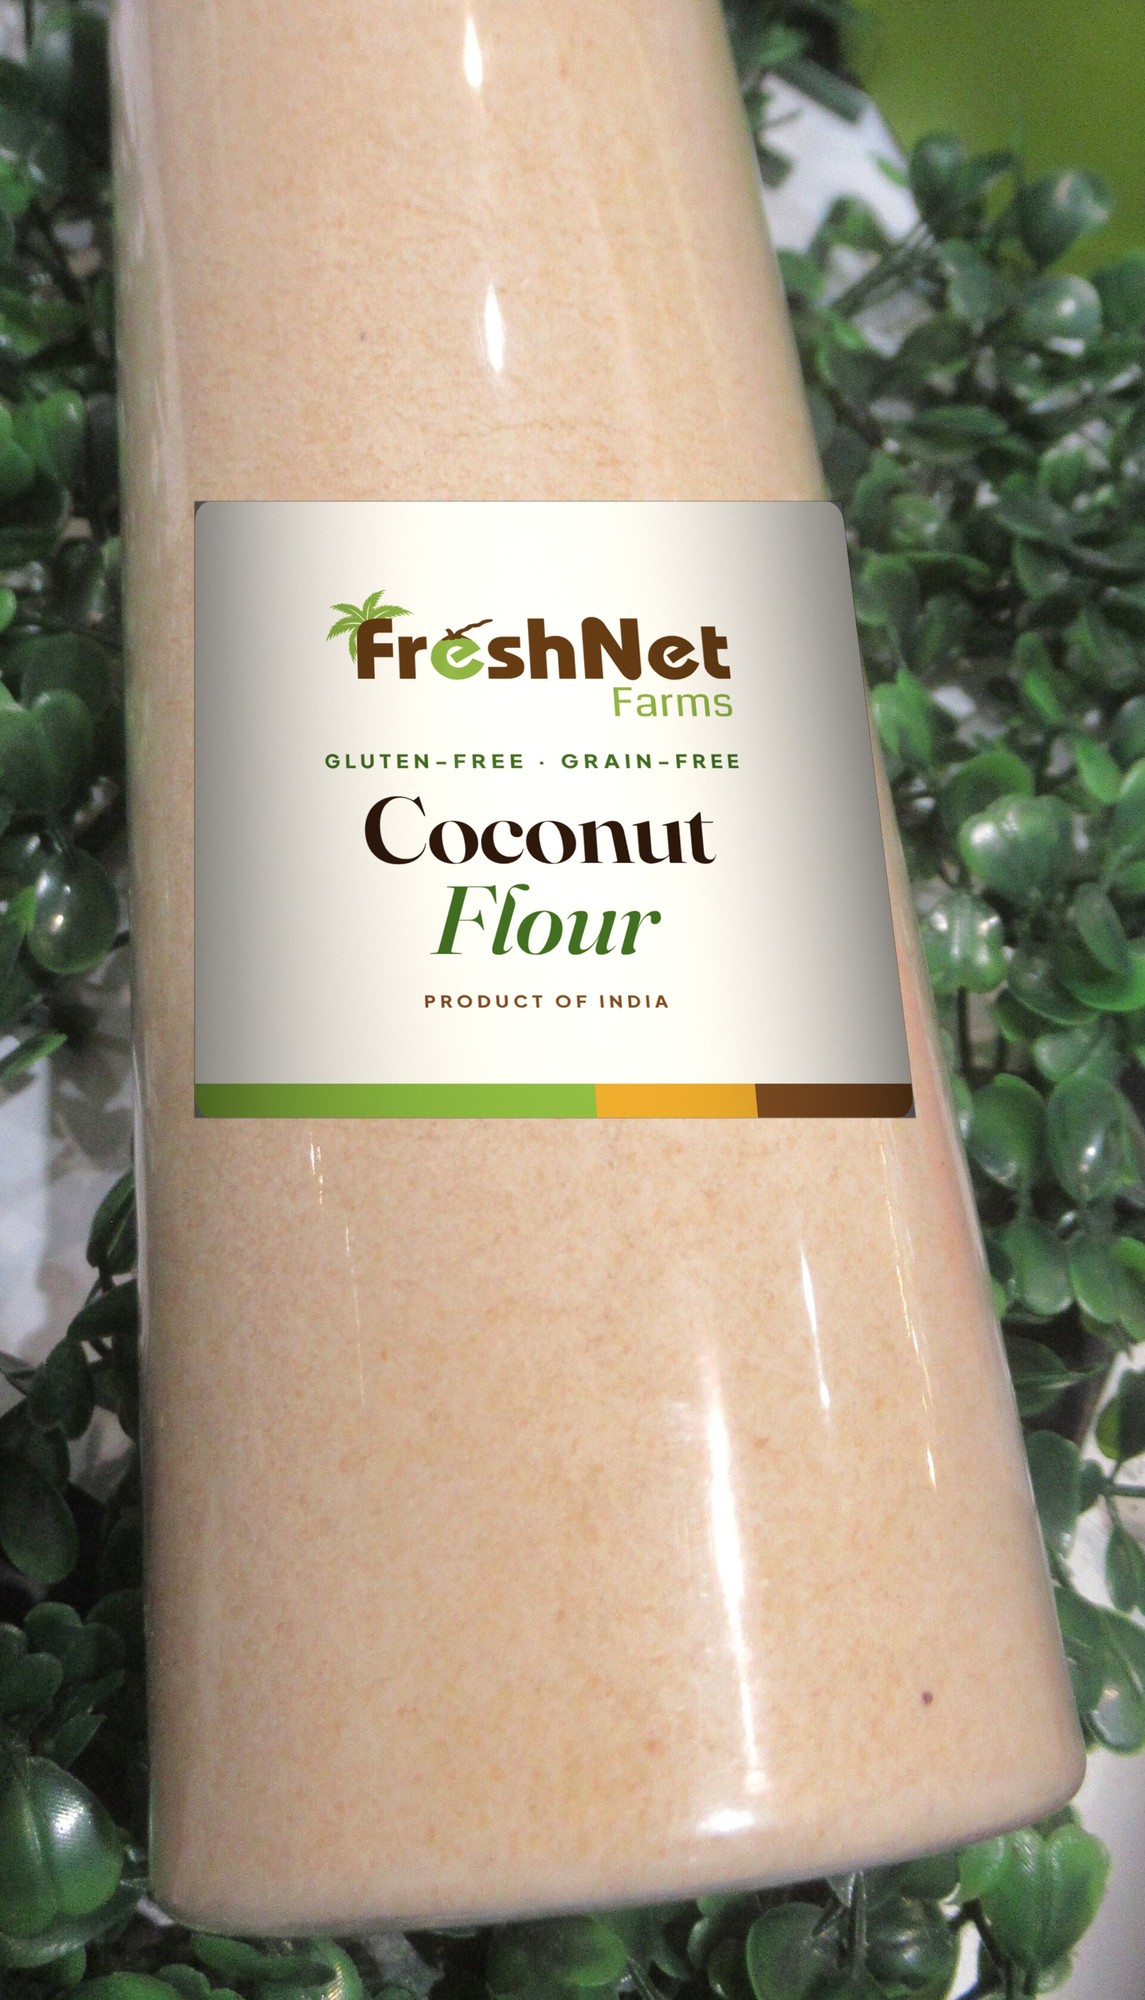 FreshNet
Farms
GLUTEN-FREE · GRAIN-FREE
Coconut
Flour
PRODUCT OF INDIA